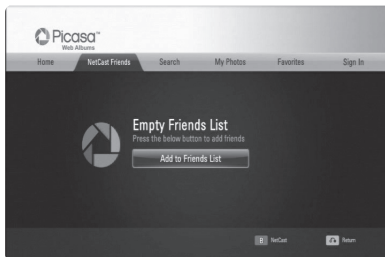 Picasa™
Web Albums
Home NetCast Friends Search My Photos Favorites Sign In
Empty Friends List
Press the below button to add friends
Add to Friends List
NetCast Return